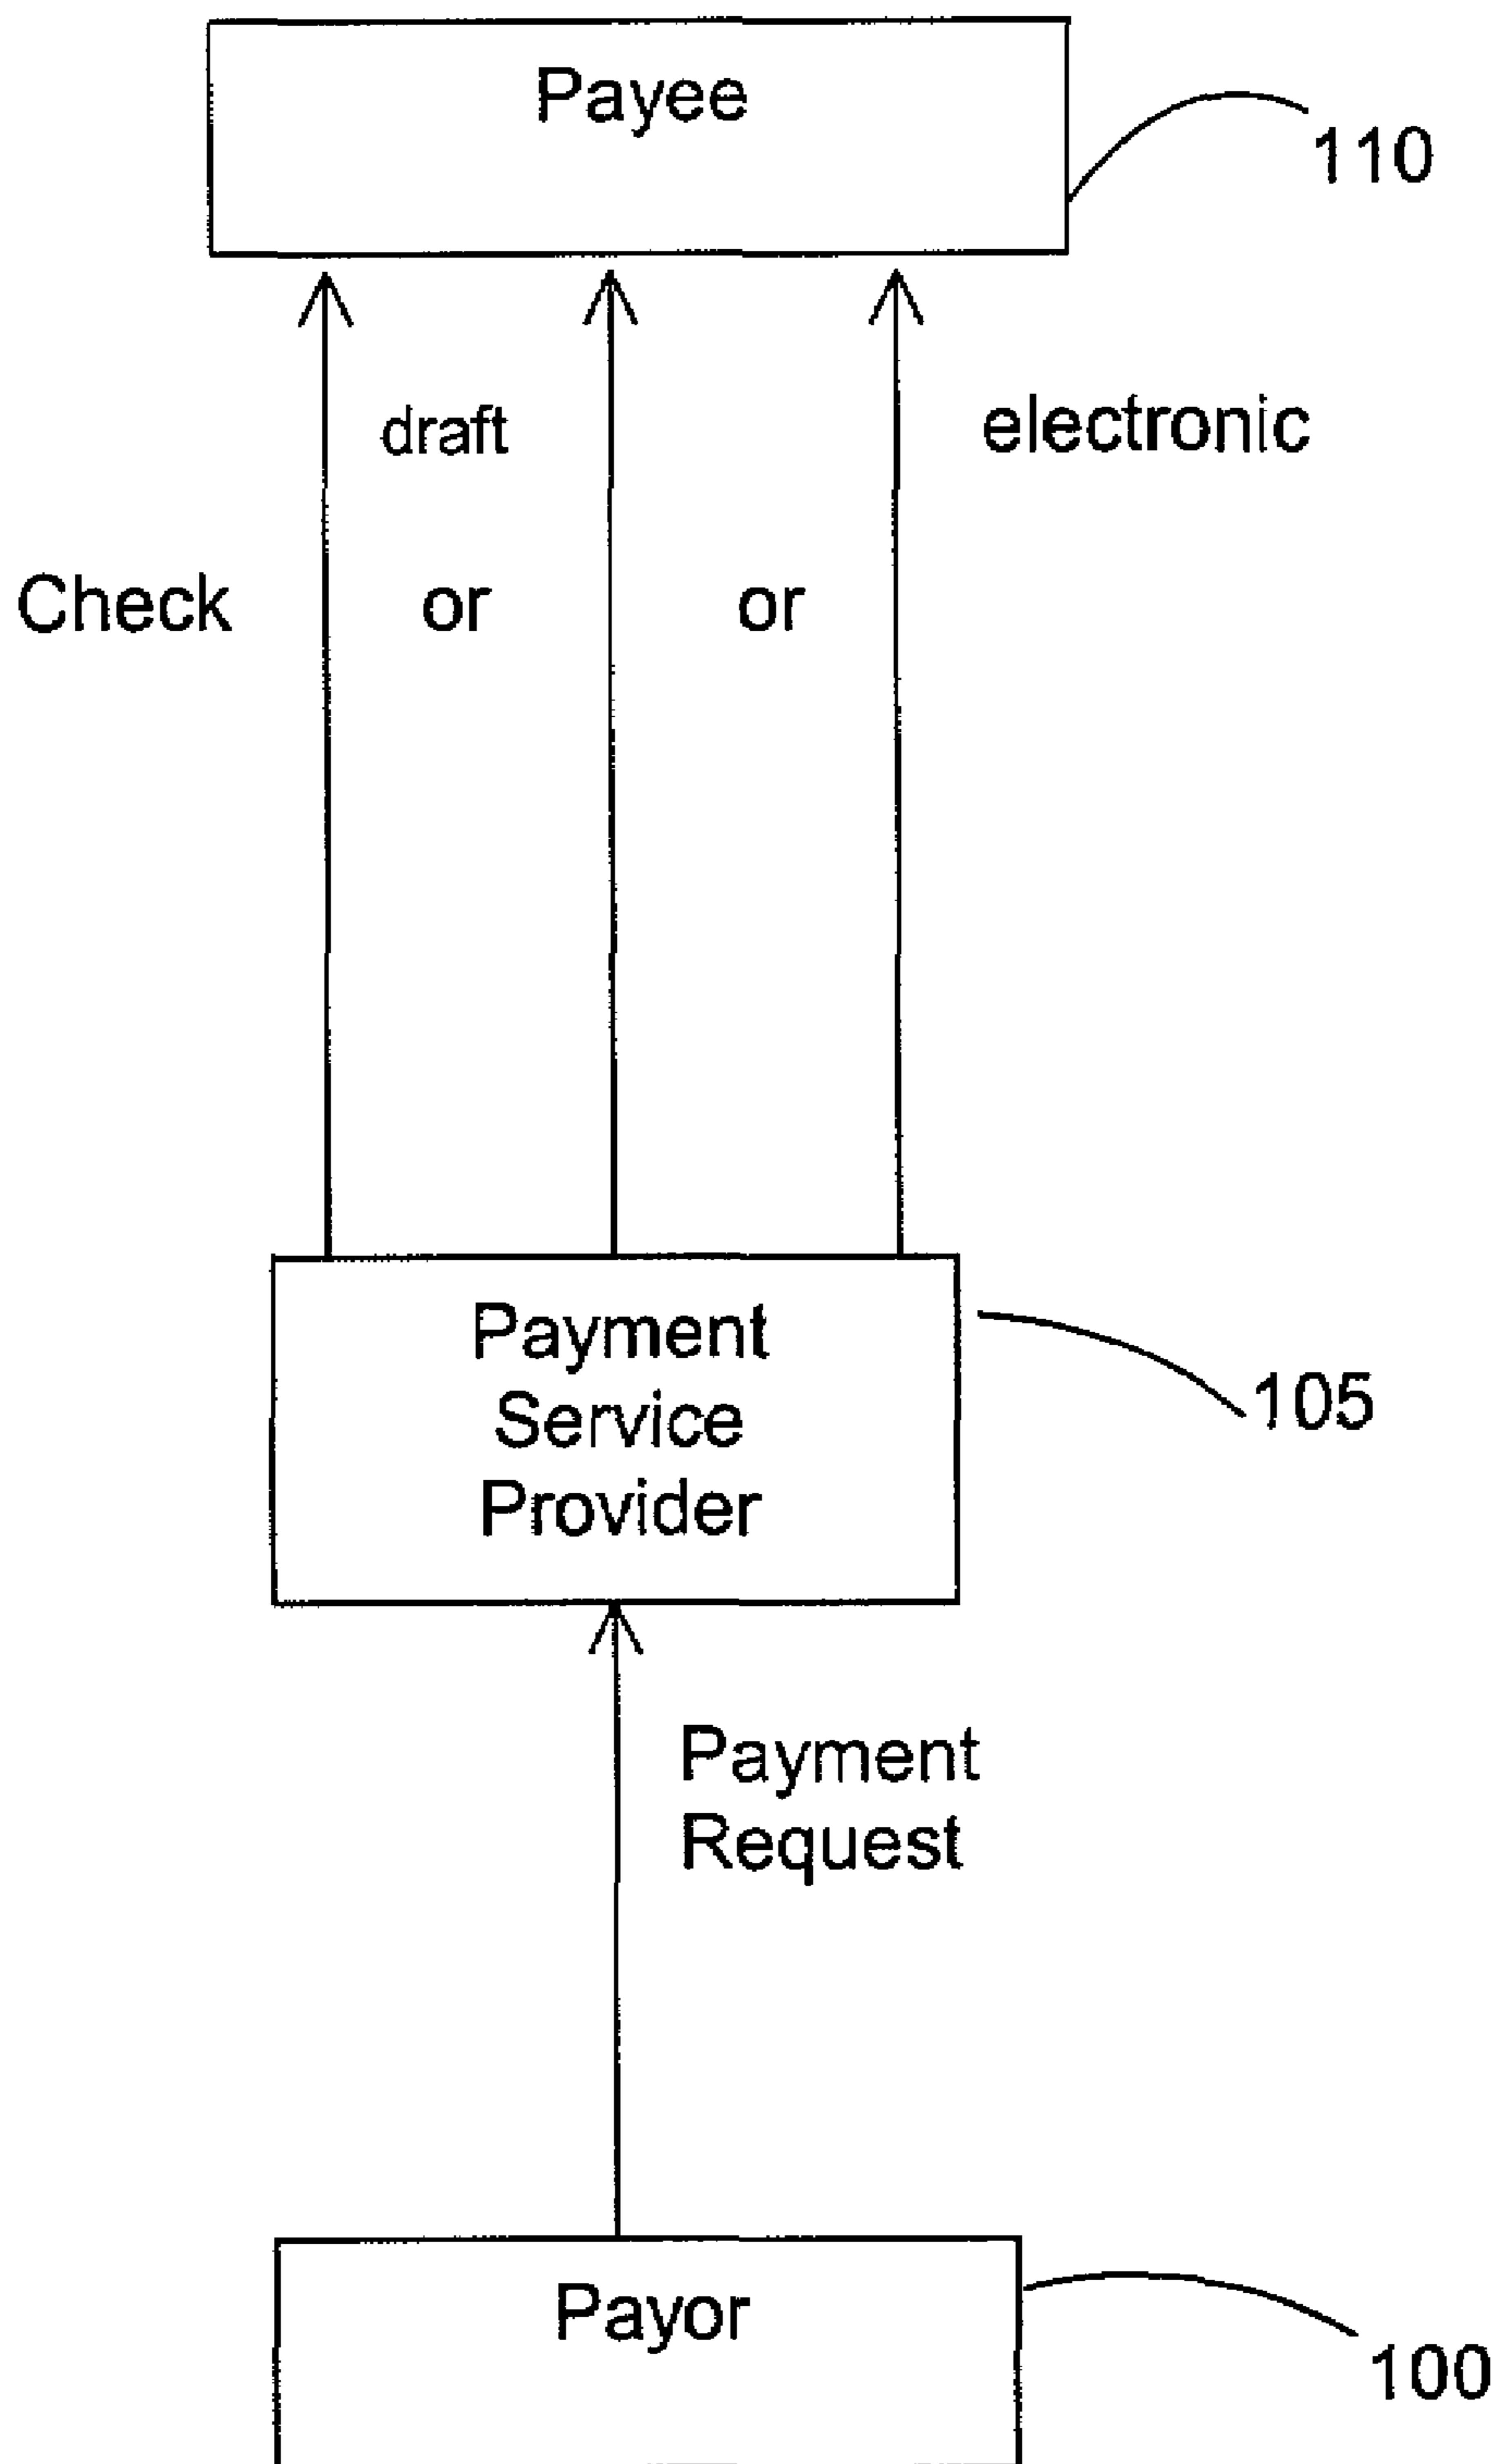 Payee
110
draft
electronic
Check
or
or
Payment
Service
Provider
105
Payment
Request
Payor
100